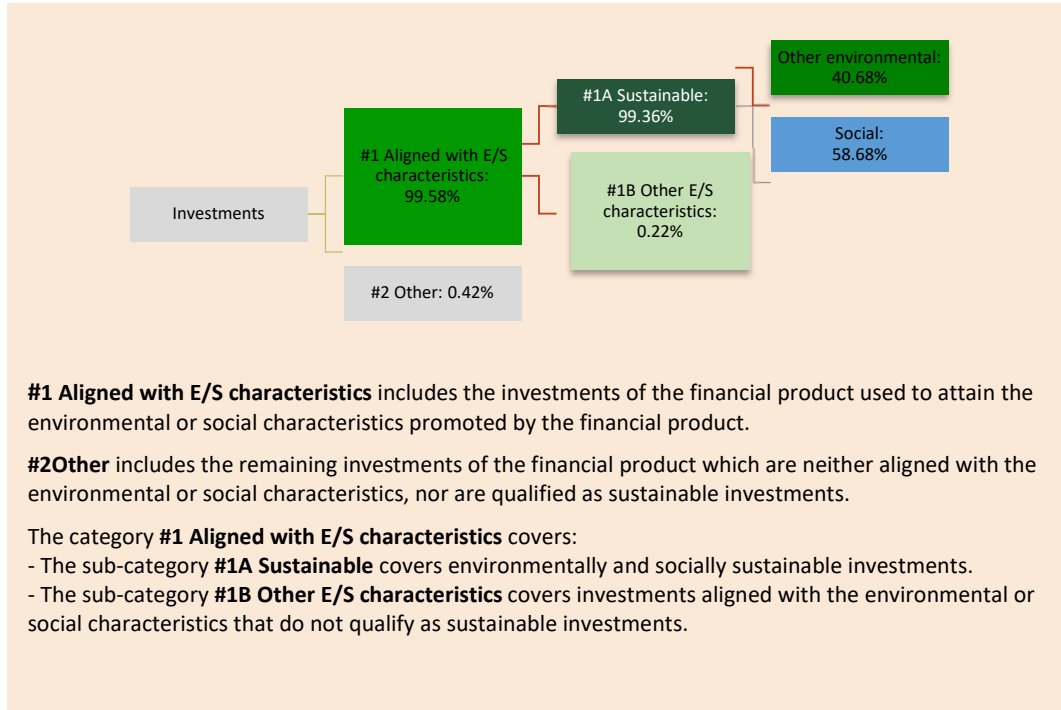 Other environmental:
40.68%
#1A Sustainable:
99.36%
Social:
58.68%
#1 Aligned with E/S
characteristics:
99.58%
#1B Other E/S
characteristics:
0.22%
Investments
#2 Other: 0.42%
#1 Aligned with E/S characteristics includes the investments of the financial product used to attain the
environmental or social characteristics promoted by the financial product.
#2Other includes the remaining investments of the financial product which are neither aligned with the
environmental or social characteristics, nor are qualified as sustainable investments.
The category #1 Aligned with E/S characteristics covers:
- The sub-category #1A Sustainable covers environmentally and socially sustainable investments.
- The sub-category #1B Other E/S characteristics covers investments aligned with the environmental or
social characteristics that do not qualify as sustainable investments.